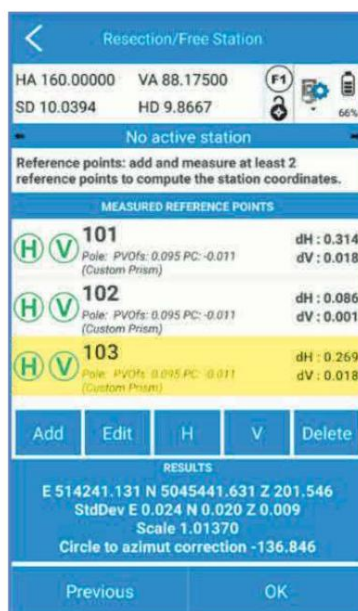 Resection/Free Station
HA 160.00000 VA 88.17500 F1
SD 10.0394 HD 9.8667 66%
No active station
Reference points: add and measure at least 2
reference points to compute the station coordinates.
MEASURED REFERENCE POINTS
H V 101 dH : 0.314
Pole: PVOfs: 0.095 PC: -0.011 dV : 0.018
(Custom Prism)
H V 102 dH : 0.086
Pole: PVOfs: 0.095 PC: -0.011 dV : 0.001
(Custom Prism)
H V 103 dH : 0.269
Pole: PVOfs: 0.095 PC: -0.011 dV : 0.018
(Custom Prism)
Add Edit H V Delete
RESULTS
E 514241.131 N 5045441.631 Z 201.546
StdDev E 0.024 N 0.020 Z 0.009
Scale 1.01370
Circle to azimut correction -136.846
Previous OK